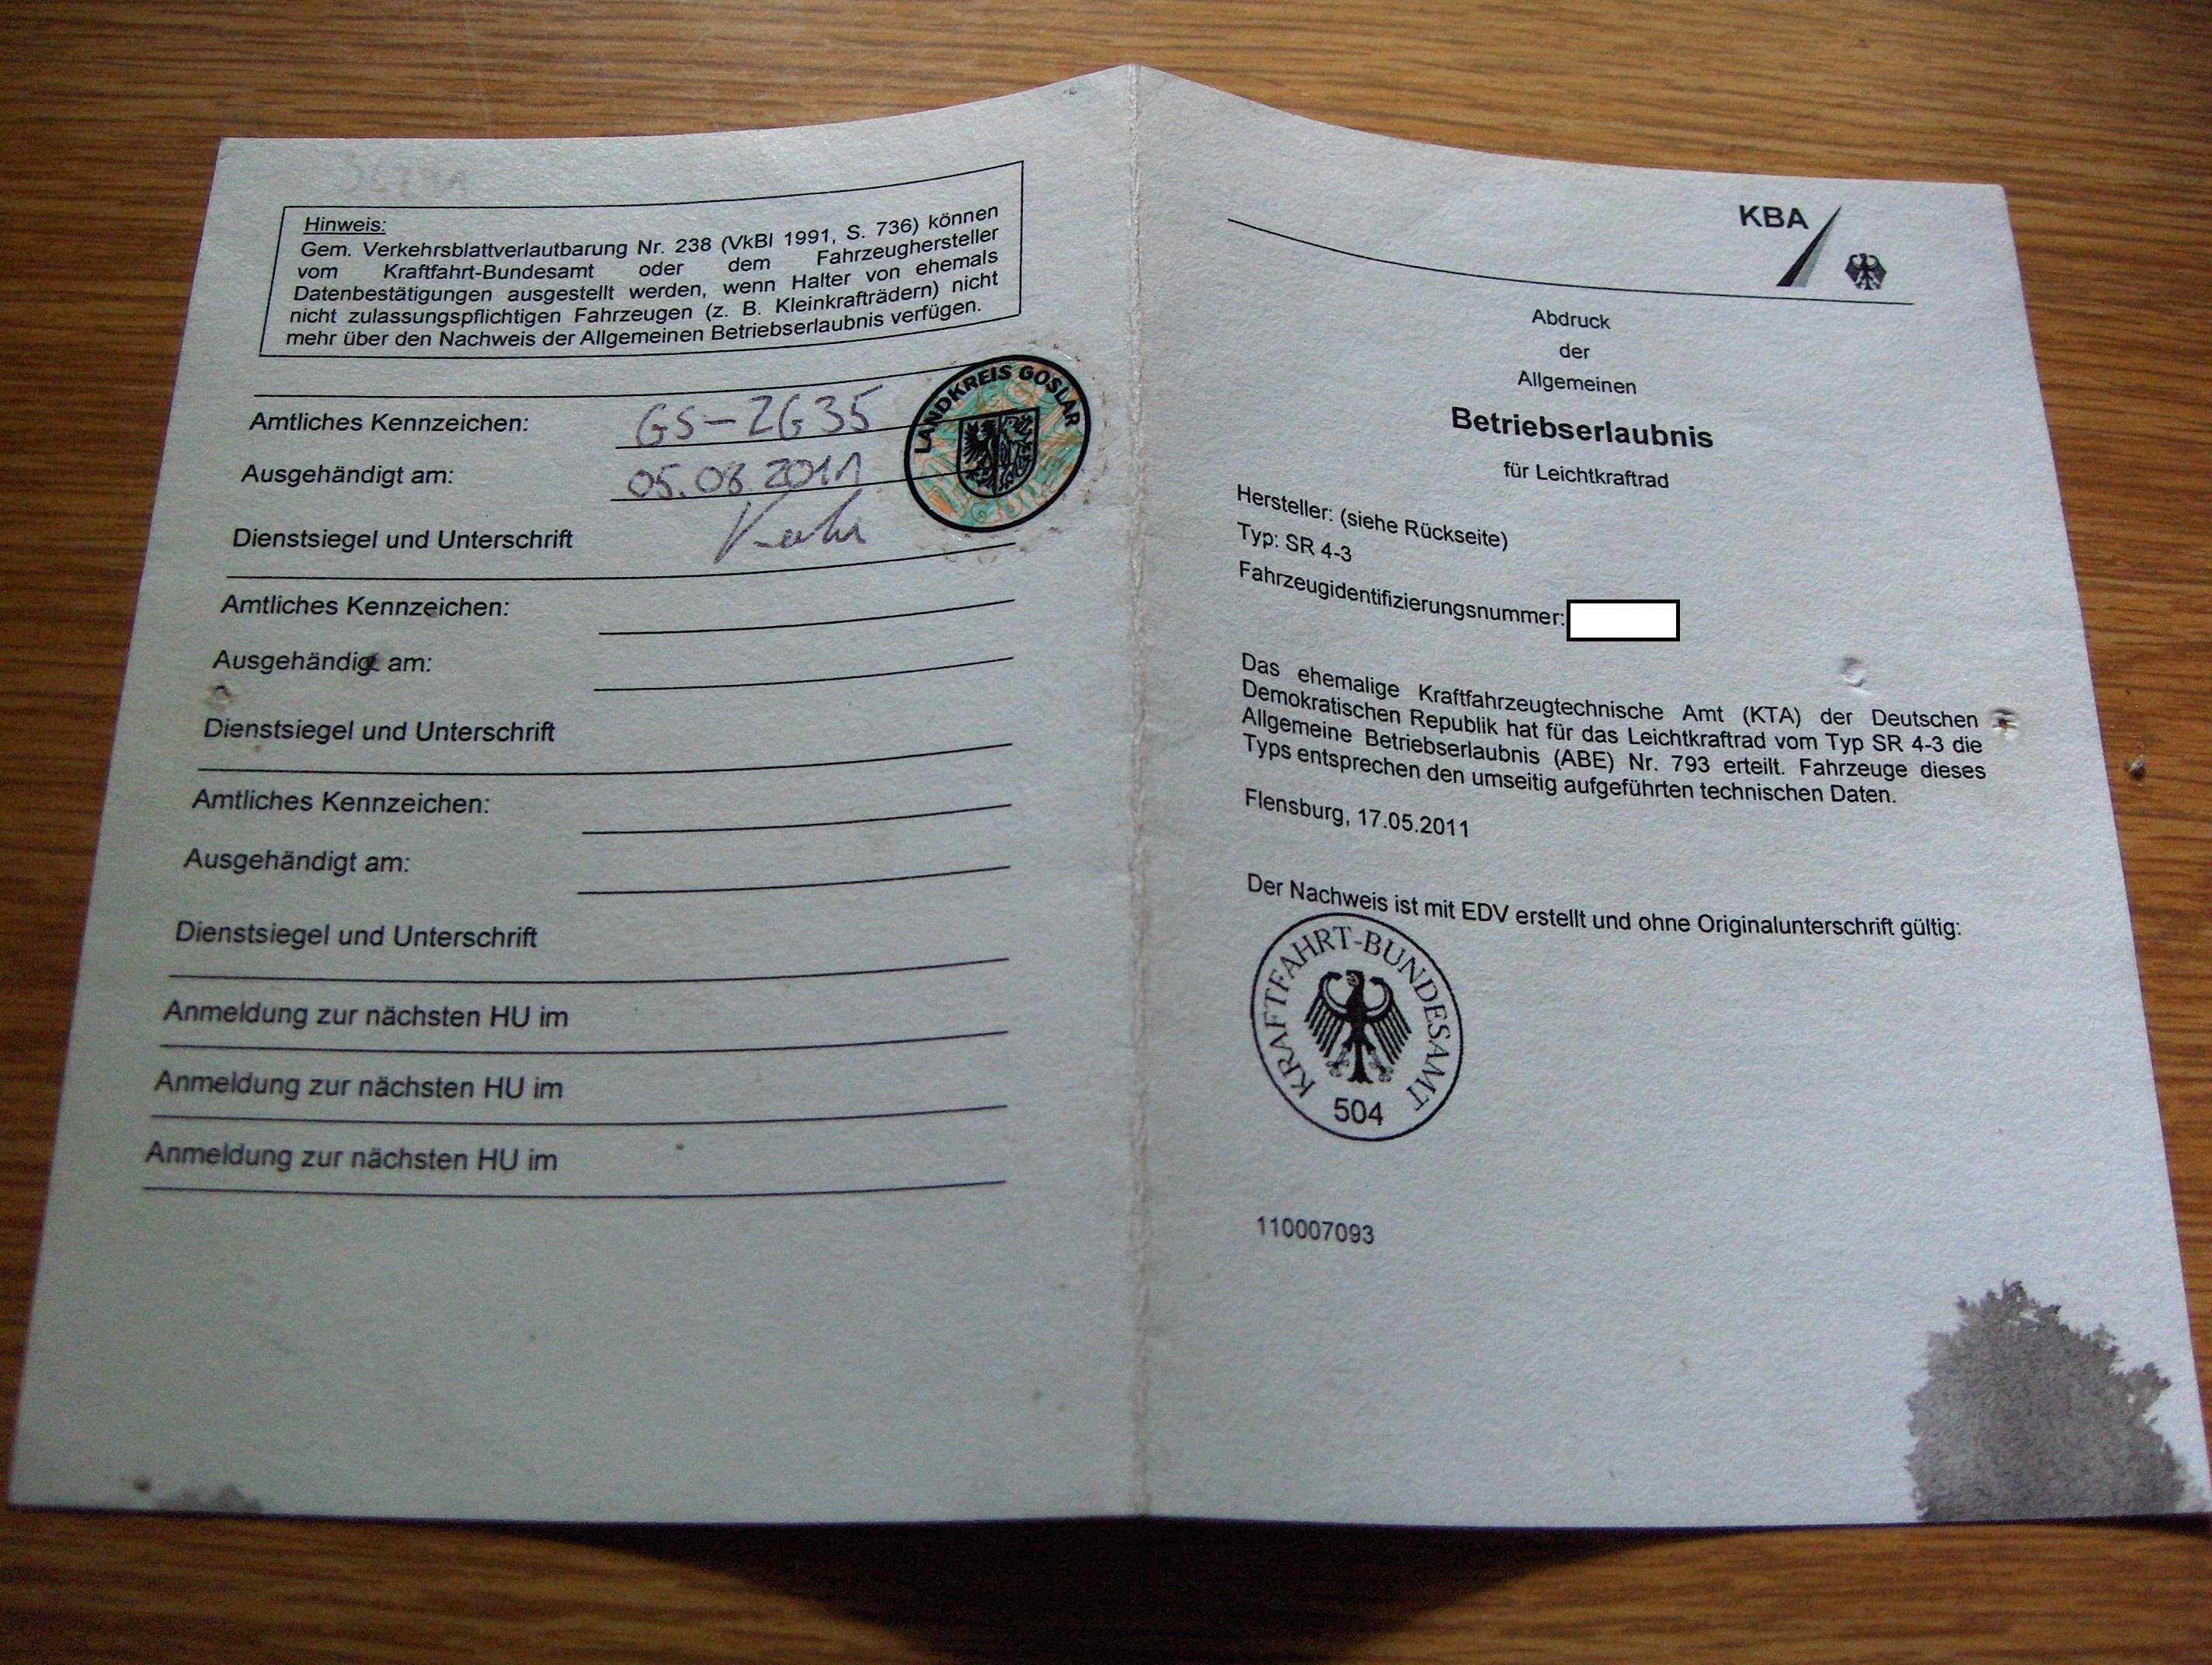 Hinweis:
Gem. Verkehrsblattverlautbarung Nr. 238 (VkBl 1991, S. 736) können
vom Kraftfahrt-Bundesamt oder dem Fahrzeughersteller
Datenbestätigungen ausgestellt werden, wenn Halter von ehemals
nicht zulassungspflichtigen Fahrzeugen (z. B. Kleinkrafträdern) nicht
mehr über den Nachweis der Allgemeinen Betriebserlaubnis verfügen.
Amtliches Kennzeichen: GS-ZG35
Ausgehändigt am: 05.08.2011
Dienstsiegel und Unterschrift
LANDKREIS GOSLAR
Amtliches Kennzeichen:
Ausgehändigt am:
Dienstsiegel und Unterschrift
Amtliches Kennzeichen:
Ausgehändigt am:
Dienstsiegel und Unterschrift
Anmeldung zur nächsten HU im
Anmeldung zur nächsten HU im
Anmeldung zur nächsten HU im
KBA
Abdruck
der
Allgemeinen
Betriebserlaubnis
für Leichtkraftrad
Hersteller: (siehe Rückseite)
Typ: SR 4-3
Fahrzeugidentifizierungsnummer:
Das ehemalige Kraftfahrzeugtechnische Amt (KTA) der Deutschen
Demokratischen Republik hat für das Leichtkraftrad vom Typ SR 4-3 die
Allgemeine Betriebserlaubnis (ABE) Nr. 793 erteilt. Fahrzeuge dieses
Typs entsprechen den umseitig aufgeführten technischen Daten.
Flensburg, 17.05.2011
Der Nachweis ist mit EDV erstellt und ohne Originalunterschrift gültig:
KRAFTFAHRT-BUNDESAMT
504
110007093